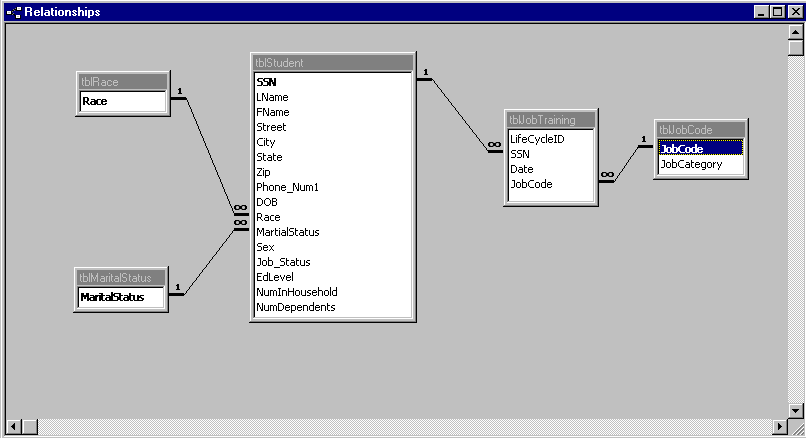 Relationships
tblRace
Race
1
∞
tblMaritalStatus
MaritalStatus
1
∞
tblStudent
SSN
LName
FName
Street
City
State
Zip
Phone_Num1
DOB
Race
MartialStatus
Sex
Job_Status
EdLevel
NumInHousehold
NumDependents
1
∞
tblJobTraining
LifeCycleID
SSN
Date
JobCode
∞
1
tblJobCode
JobCode
JobCategory